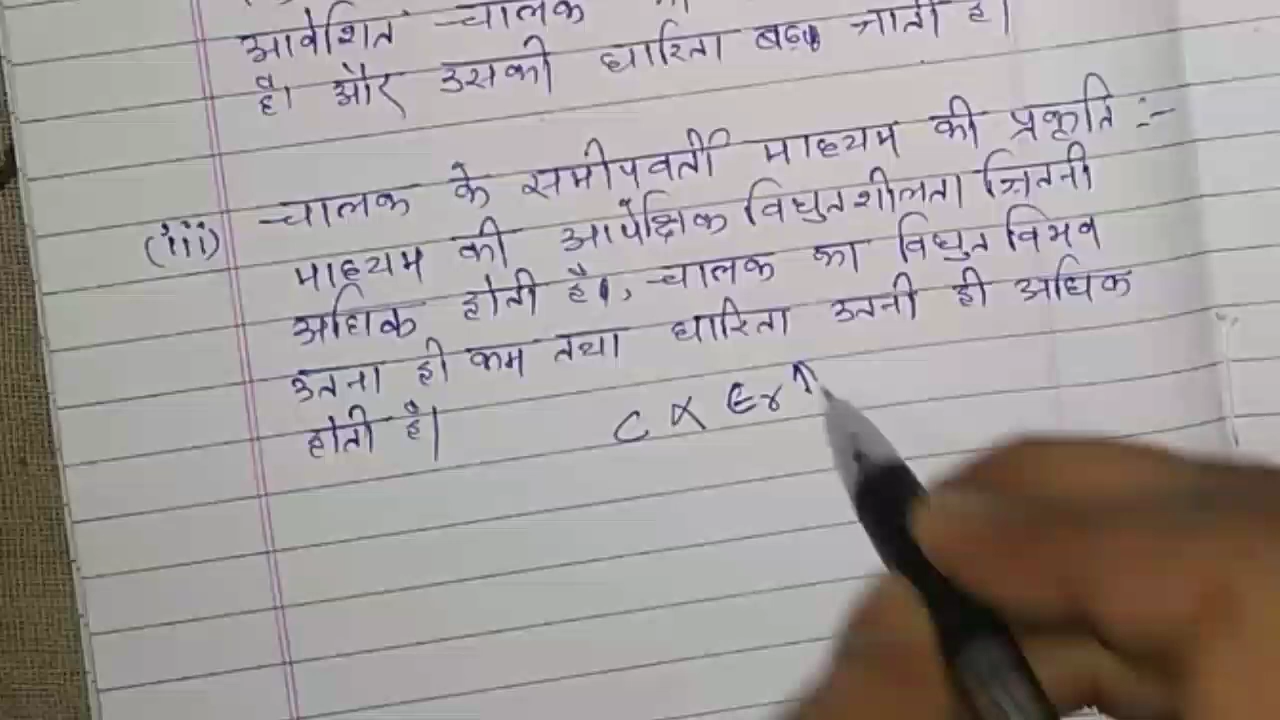 आवेशित चालक
है। और उसकी धारिता बढ़ जाती है।
(iii) चालक के समीपवर्ती माध्यम की प्रकृति :-
माध्यम की आपेक्षिक विधुतशीलता जितनी
अधिक होती है, चालक का विधुत विभव
उतना ही कम तथा धारिता उतनी ही अधिक
होती है।
C ∝ Er ↑